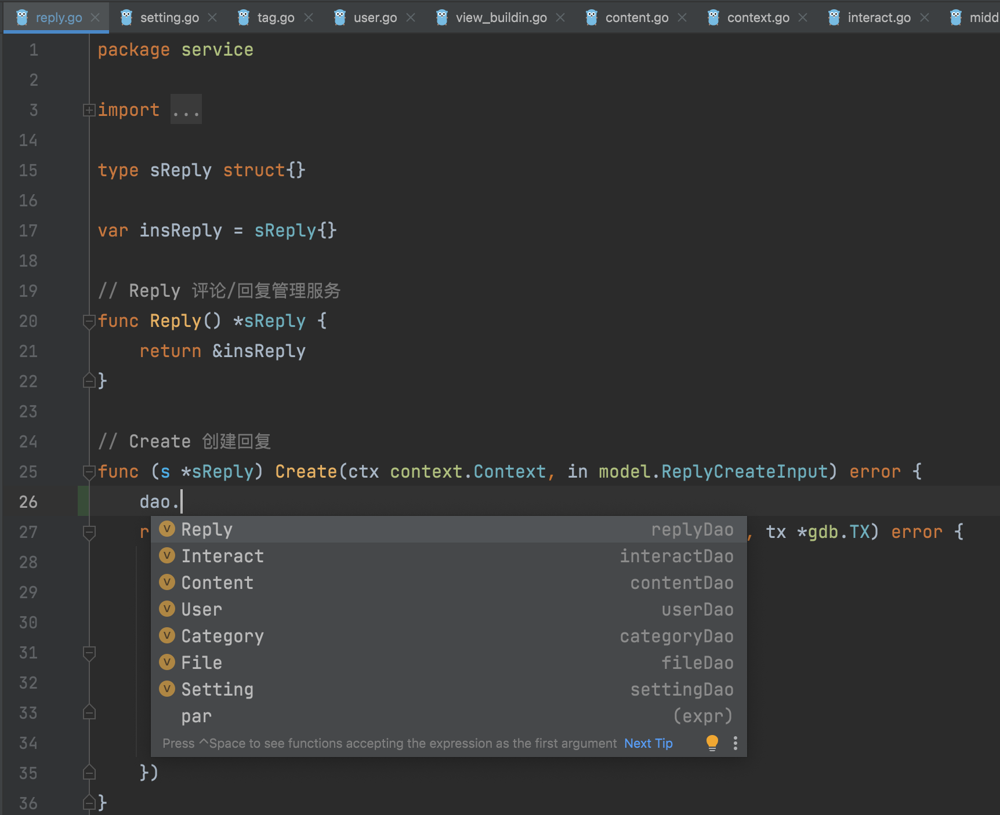 reply.go setting.go tag.go user.go view_buildin.go content.go context.go interact.go midd
1 package service
2
3 import ...
14
15 type sReply struct{}
16
17 var insReply = sReply{}
18
19 // Reply 评论/回复管理服务
20 func Reply() *sReply {
21 return &insReply
22 }
23
24 // Create 创建回复
25 func (s *sReply) Create(ctx context.Context, in model.ReplyCreateInput) error {
26 dao.
27 r , tx *gdb.TX) error {
V Reply replyDao
28
V Interact interactDao
29
V Content contentDao
30
V User userDao
31
V Category categoryDao
32
V File fileDao
33
V Setting settingDao
par (expr)
34
Press ^Space to see functions accepting the expression as the first argument Next Tip
35 })
36 }